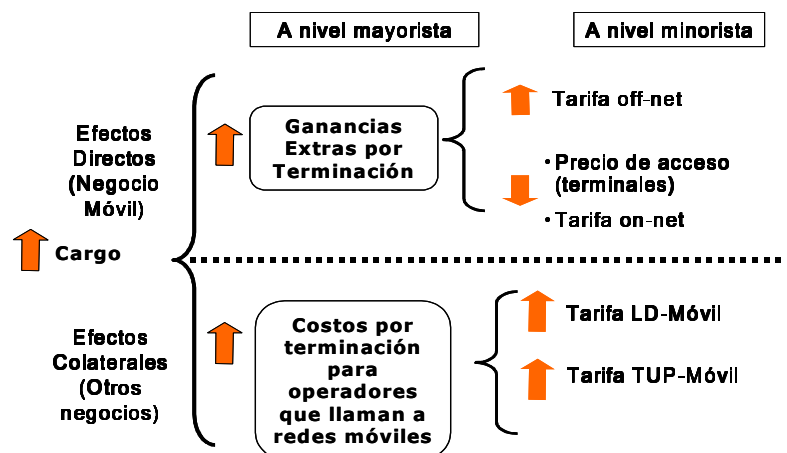 A nivel mayorista
A nivel minorista
Efectos
Directos
(Negocio
Móvil)
Ganancias
Extras por
Terminación
Tarifa off-net
• Precio de acceso
(terminales)
• Tarifa on-net
Cargo
Efectos
Colaterales
(Otros
negocios)
Costos por
terminación
para
operadores
que llaman a
redes móviles
Tarifa LD-Móvil
Tarifa TUP-Móvil